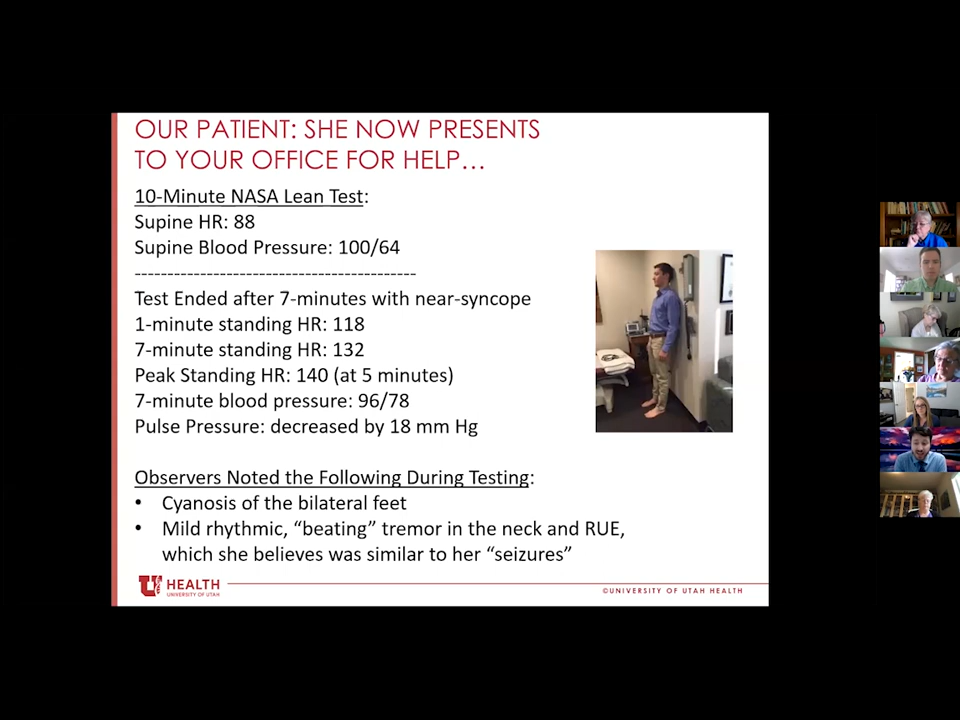 OUR PATIENT: SHE NOW PRESENTS
TO YOUR OFFICE FOR HELP…
10-Minute NASA Lean Test:
Supine HR: 88
Supine Blood Pressure: 100/64
-------------------------------------------
Test Ended after 7-minutes with near-syncope
1-minute standing HR: 118
7-minute standing HR: 132
Peak Standing HR: 140 (at 5 minutes)
7-minute blood pressure: 96/78
Pulse Pressure: decreased by 18 mm Hg
Observers Noted the Following During Testing:
• Cyanosis of the bilateral feet
• Mild rhythmic, “beating” tremor in the neck and RUE,
which she believes was similar to her “seizures”
U HEALTH
UNIVERSITY OF UTAH
©UNIVERSITY OF UTAH HEALTH